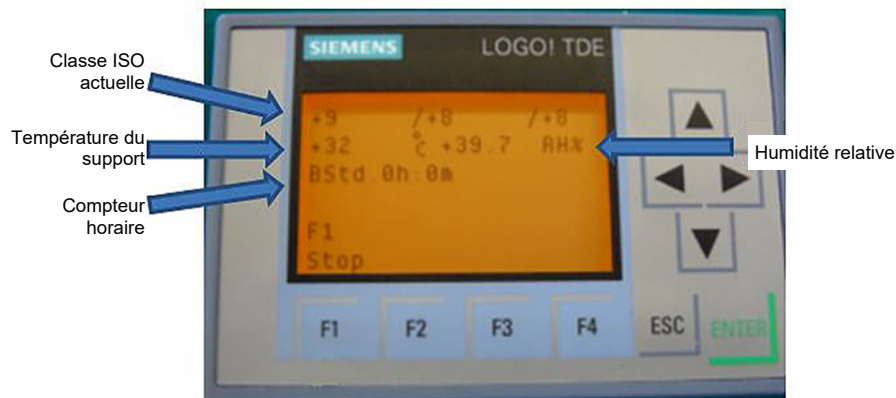 Classe ISO
actuelle
Température du
support
Compteur
horaire
Humidité relative
SIEMENS LOGO! TDE
+9 /+8 /+8
+32 °C +39.7 RH%
BStd.0h:0m
F1
Stop
F1 F2 F3 F4 ESC ENTER